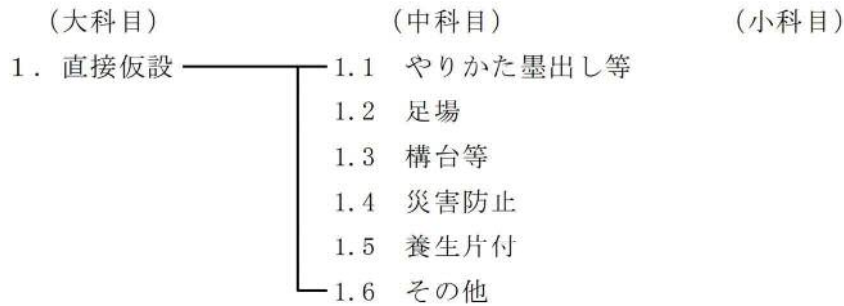 （大科目） （中科目） （小科目）
１．直接仮設 1.1 やりかた墨出し等
1.2 足場
1.3 構台等
1.4 災害防止
1.5 養生片付
1.6 その他